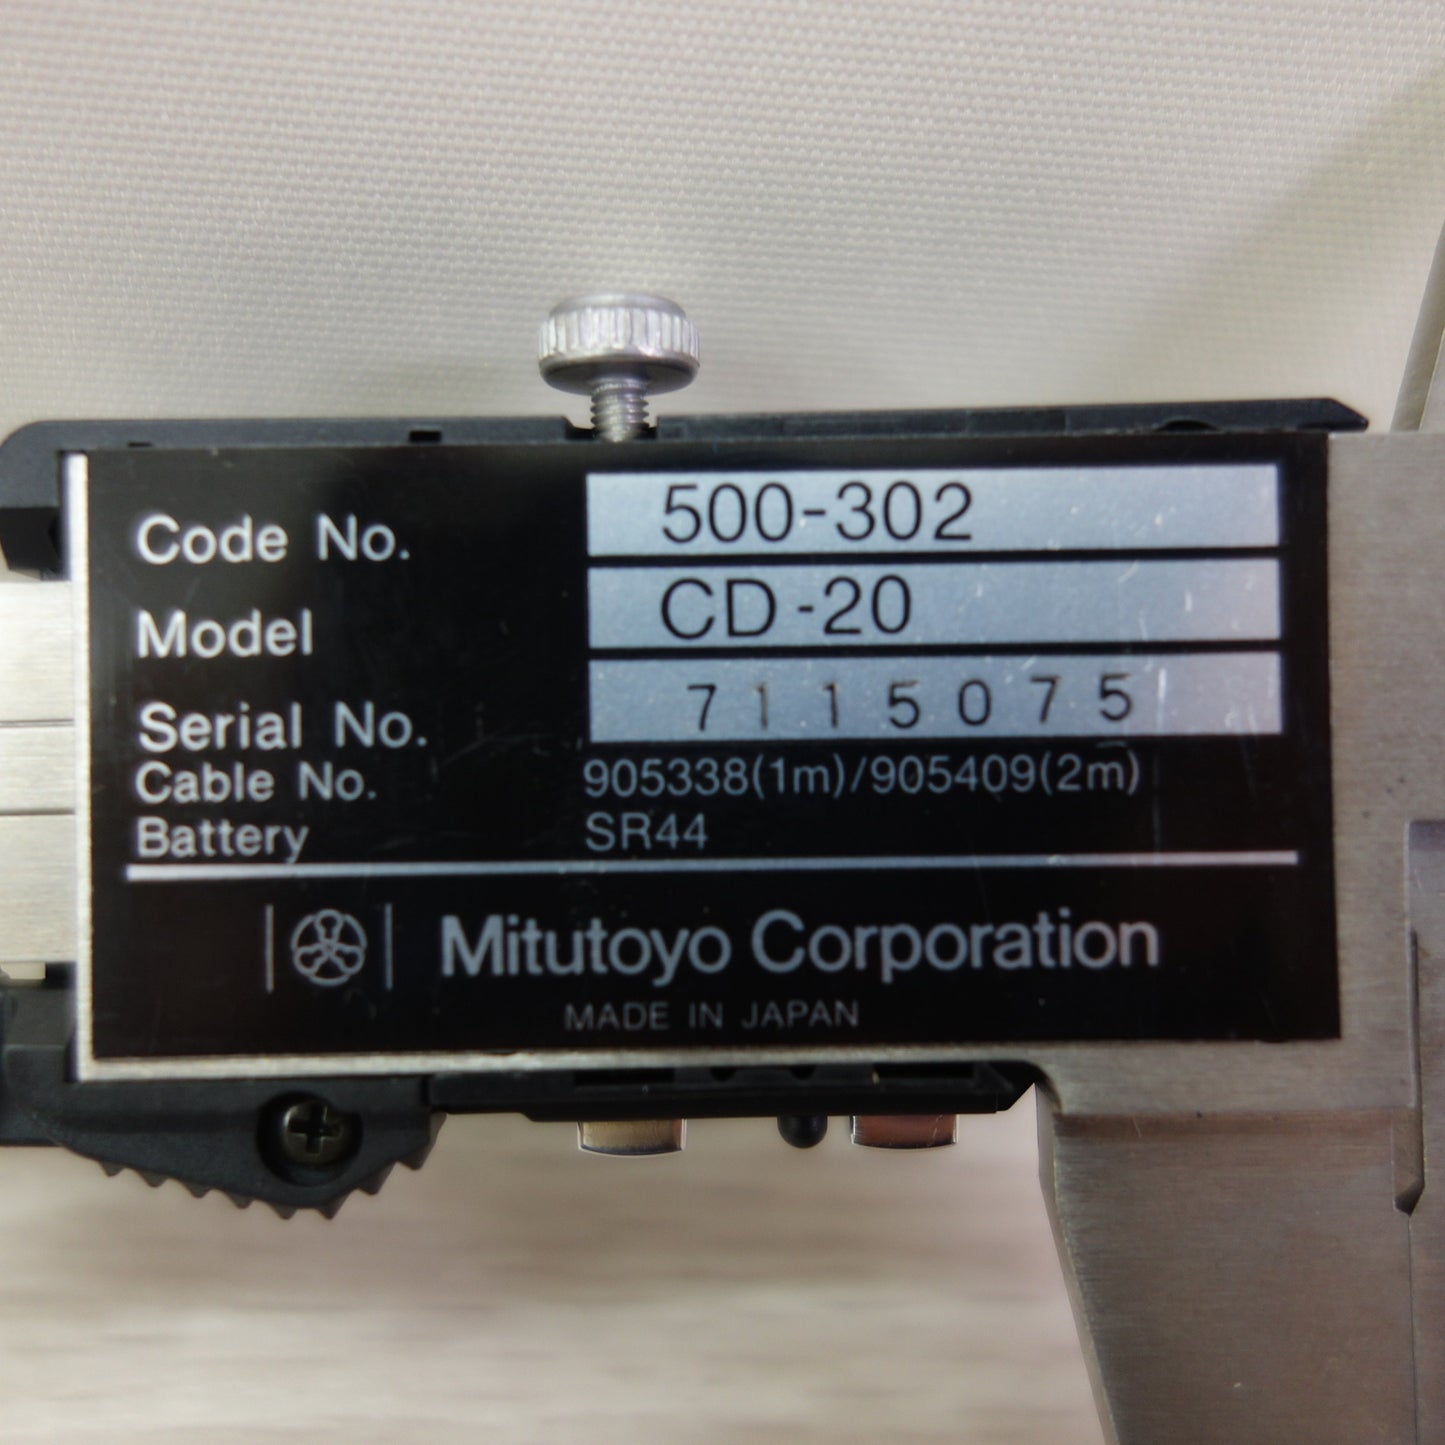 Code No. 500-302
Model CD-20
Serial No. 7115075
Cable No. 905338(1m)/905409(2m)
Battery SR44
Mitutoyo Corporation
MADE IN JAPAN